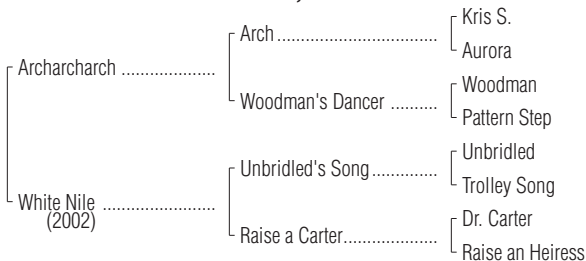 Kris S.
Arch.....................................
Aurora
Archarcharch .....................
Woodman
Woodman's Dancer ..........
Pattern Step
Unbridled
Unbridled's Song...............
Trolley Song
White Nile .........................
(2002)
Dr. Carter
Raise a Carter.....................
Raise an Heiress